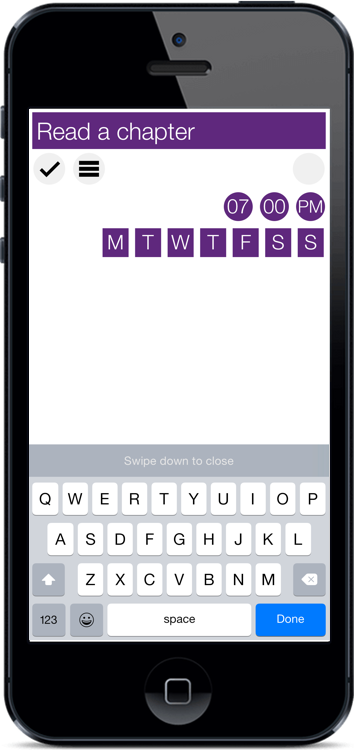 Read a chapter
07 00 PM
M T W T F S S
Swipe down to close
Q W E R T Y U I O P
A S D F G H J K L
Z X C V B N M
123 space Done